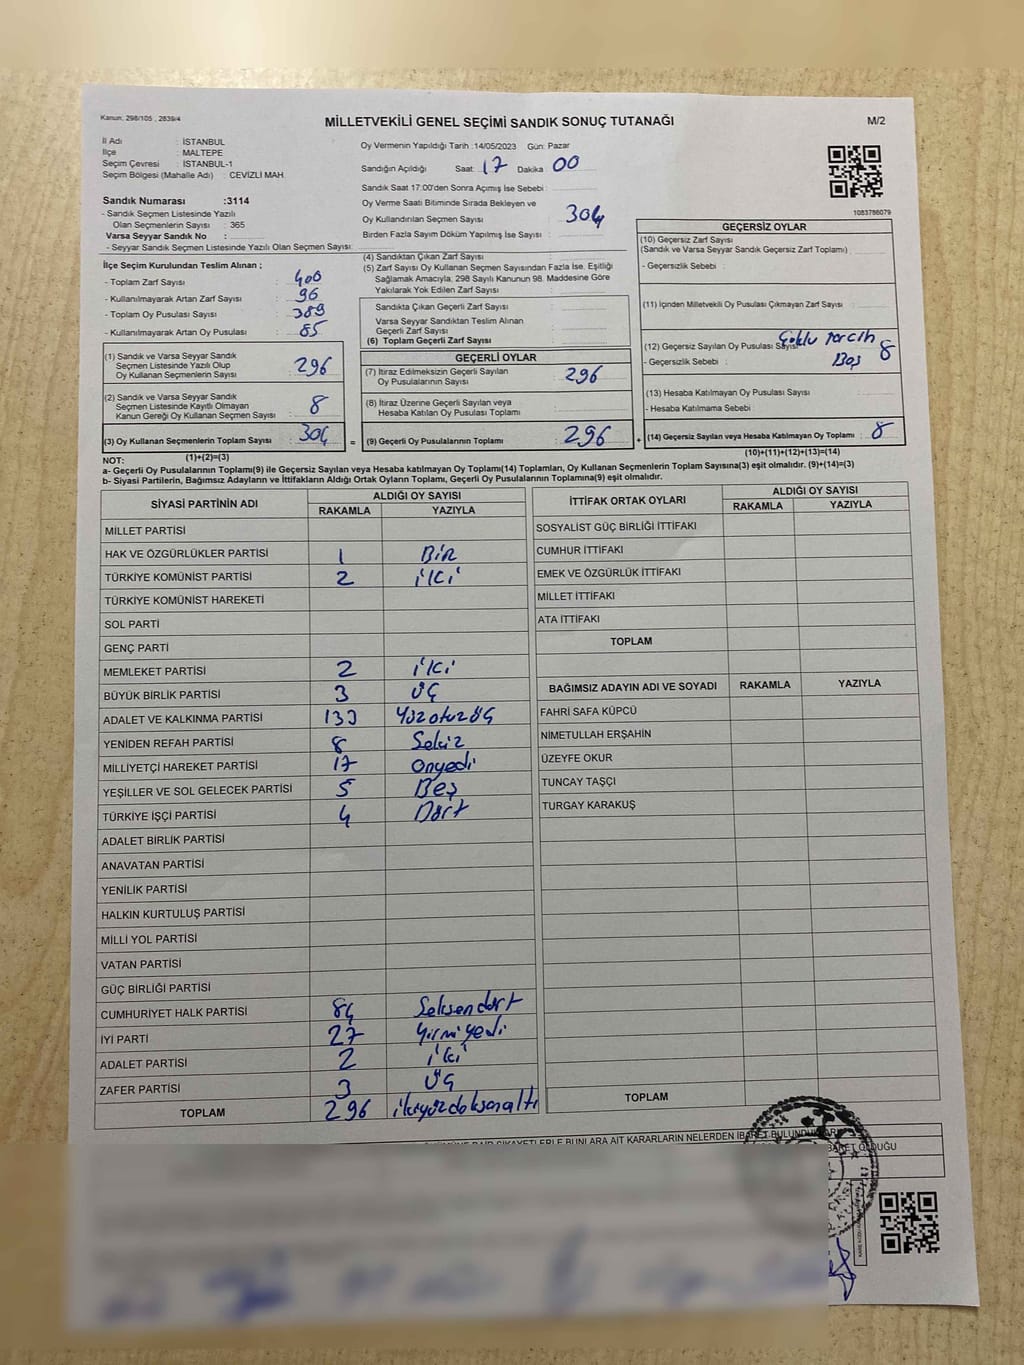 Kanun: 298/105 , 2839/4
MİLLETVEKİLİ GENEL SEÇİMİ SANDIK SONUÇ TUTANAĞI
M/2
İl Adı : İSTANBUL
İlçe : MALTEPE
Seçim Çevresi : İSTANBUL-1
Seçim Bölgesi (Mahalle Adı) : CEVİZLİ MAH.
Sandık Numarası :3114
- Sandık Seçmen Listesinde Yazılı
Olan Seçmen Sayısı : 365
Varsa Seyyar Sandık No :
- Seyyar Sandık Seçmen Listesinde Yazılı Olan Seçmen Sayısı:
Oy Vermenin Yapıldığı Tarih :14/05/2023 Gün: Pazar
Sandığın Açıldığı Saat: 17 Dakika 00
Sandık Saat 17:00'den Sonra Açımış İse Sebebi :
Oy Verme Saati Bitiminde Sırada Bekleyen ve
Oy Kullandırılan Seçmen Sayısı : 304
Birden Fazla Sayım Döküm Yapılmış İse Sayısı :
1083786079
İlçe Seçim Kurulundan Teslim Alınan ;
- Toplam Zarf Sayısı : 400
- Kullanılmayarak Artan Zarf Sayısı : 96
- Toplam Oy Pusulası Sayısı : 389
- Kullanılmayarak Artan Oy Pusulası : 85
(1) Sandık ve Varsa Seyyar Sandık
Seçmen Listesinde Yazılı Olup
Oy Kullanan Seçmenlerin Sayısı : 296
(2) Sandık ve Varsa Seyyar Sandık
Seçmen Listesinde Kayıtlı Olmayan
Kanun Gereği Oy Kullanan Seçmen Sayısı : 8
(3) Oy Kullanan Seçmenlerin Toplam Sayısı : 304 =
(1)+(2)=(3)
(4) Sandıktan Çıkan Zarf Sayısı :
(5) Zarf Sayısı Oy Kullanan Seçmen Sayısından Fazla İse, Eşitliği
Sağlamak Amacıyla, 298 Sayılı Kanunun 98. Maddesine Göre
Yakılarak Yok Edilen Zarf Sayısı :
Sandıkta Çıkan Geçerli Zarf Sayısı :
Varsa Seyyar Sandıktan Teslim Alınan
Geçerli Zarf Sayısı :
(6) Toplam Geçerli Zarf Sayısı :
GEÇERLİ OYLAR
(7) İtiraz Edilmeksizin Geçerli Sayılan
Oy Pusulalarının Sayısı : 296
(8) İtiraz Üzerine Geçerli Sayılan veya
Hesaba Katılan Oy Pusulası Toplamı :
(9) Geçerli Oy Pusulalarının Toplamı : 296 +
GEÇERSİZ OYLAR
(10) Geçersiz Zarf Sayısı
(Sandık ve Varsa Seyyar Sandık Geçersiz Zarf Toplamı) :
- Geçersizlik Sebebi :
(11) İçinden Milletvekili Oy Pusulası Çıkmayan Zarf Sayısı :
(12) Geçersiz Sayılan Oy Pusulası Sayısı : 8
Çoklu tercih
- Geçersizlik Sebebi : Boş
(13) Hesaba Katılmayan Oy Pusulası Sayısı :
- Hesaba Katılmama Sebebi :
(14) Geçersiz Sayılan veya Hesaba Katılmayan Oy Toplamı : 8
(10)+(11)+(12)+(13)=(14)
NOT:
a- Geçerli Oy Pusulalarının Toplamı(9) ile Geçersiz Sayılan veya Hesaba katılmayan Oy Toplamı(14) Toplamları, Oy Kullanan Seçmenlerin Toplam Sayısına(3) eşit olmalıdır. (9)+(14)=(3)
b- Siyasi Partilerin, Bağımsız Adayların ve İttifakların Aldığı Ortak Oyların Toplamı, Geçerli Oy Pusulalarının Toplamına(9) eşit olmalıdır.
SİYASİ PARTİNİN ADI ALDIĞI OY SAYISI
RAKAMLA YAZIYLA
MİLLET PARTİSİ
HAK VE ÖZGÜRLÜKLER PARTİSİ 1 Bir
TÜRKİYE KOMÜNİST PARTİSİ 2 iki
TÜRKİYE KOMÜNİST HAREKETİ
SOL PARTİ
GENÇ PARTİ
MEMLEKET PARTİSİ 2 iki
BÜYÜK BİRLİK PARTİSİ 3 üç
ADALET VE KALKINMA PARTİSİ 133 Yüzotuzüç
YENİDEN REFAH PARTİSİ 8 Sekiz
MİLLİYETÇİ HAREKET PARTİSİ 17 Onyedi
YEŞİLLER VE SOL GELECEK PARTİSİ 5 Beş
TÜRKİYE İŞÇİ PARTİSİ 4 Dört
ADALET BİRLİK PARTİSİ
ANAVATAN PARTİSİ
YENİLİK PARTİSİ
HALKIN KURTULUŞ PARTİSİ
MİLLİ YOL PARTİSİ
VATAN PARTİSİ
GÜÇ BİRLİĞİ PARTİSİ
CUMHURİYET HALK PARTİSİ 84 Seksendört
İYİ PARTİ 27 Yirmiyedi
ADALET PARTİSİ 2 iki
ZAFER PARTİSİ 3 üç
TOPLAM 296 ikiyüzdoksanaltı
İTTİFAK ORTAK OYLARI ALDIĞI OY SAYISI
RAKAMLA YAZIYLA
SOSYALİST GÜÇ BİRLİĞİ İTTİFAKI
CUMHUR İTTİFAKI
EMEK VE ÖZGÜRLÜK İTTİFAKI
MİLLET İTTİFAKI
ATA İTTİFAKI
TOPLAM
BAĞIMSIZ ADAYIN ADI VE SOYADI RAKAMLA YAZIYLA
FAHRİ SAFA KÜPCÜ
NİMETULLAH ERŞAHİN
ÜZEYFE OKUR
TUNCAY TAŞÇI
TURGAY KARAKUŞ
TOPLAM
ŞİKAYETLERLE BUNLARA AİT KARARLARIN NELERDEN İBARET BULUNDUKLARI
İBARET OLDUĞU